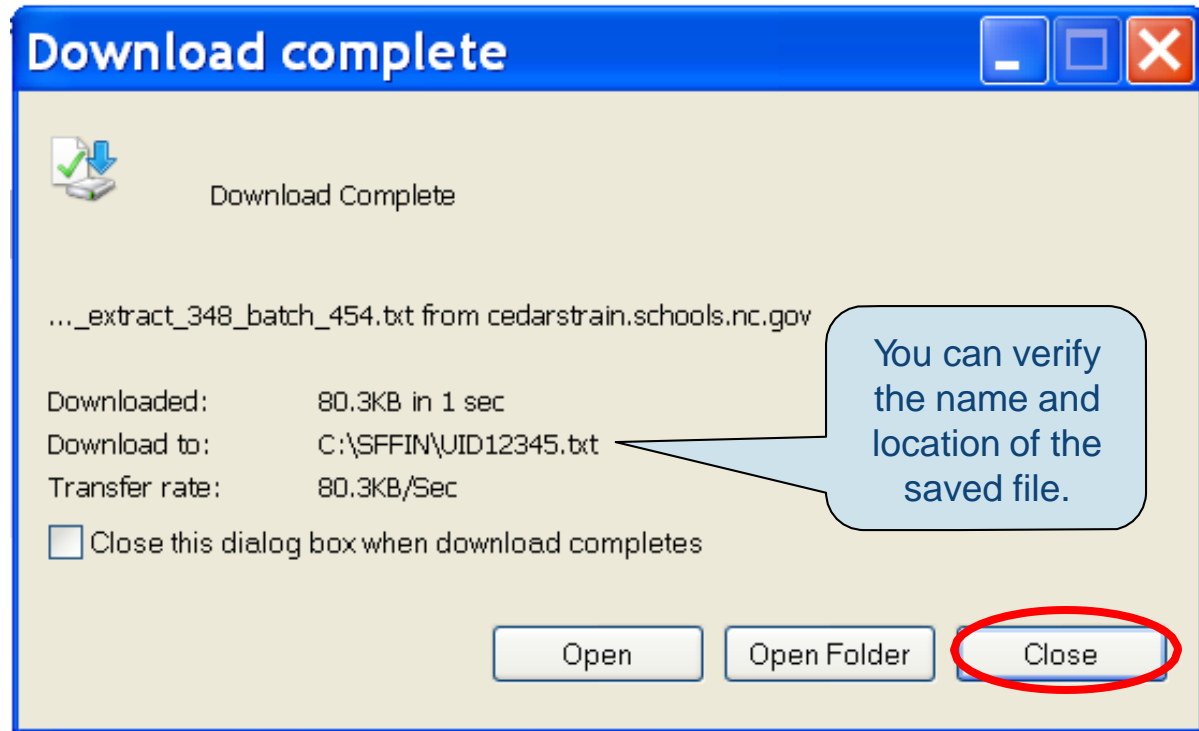 Download complete
Download Complete
..._extract_348_batch_454.txt from cedarstrain.schools.nc.gov
You can verify
the name and
location of the
saved file.
Downloaded: 80.3KB in 1 sec
Download to: C:\SFFIN\UID12345.txt
Transfer rate: 80.3KB/Sec
Close this dialog box when download completes
Open Open Folder Close